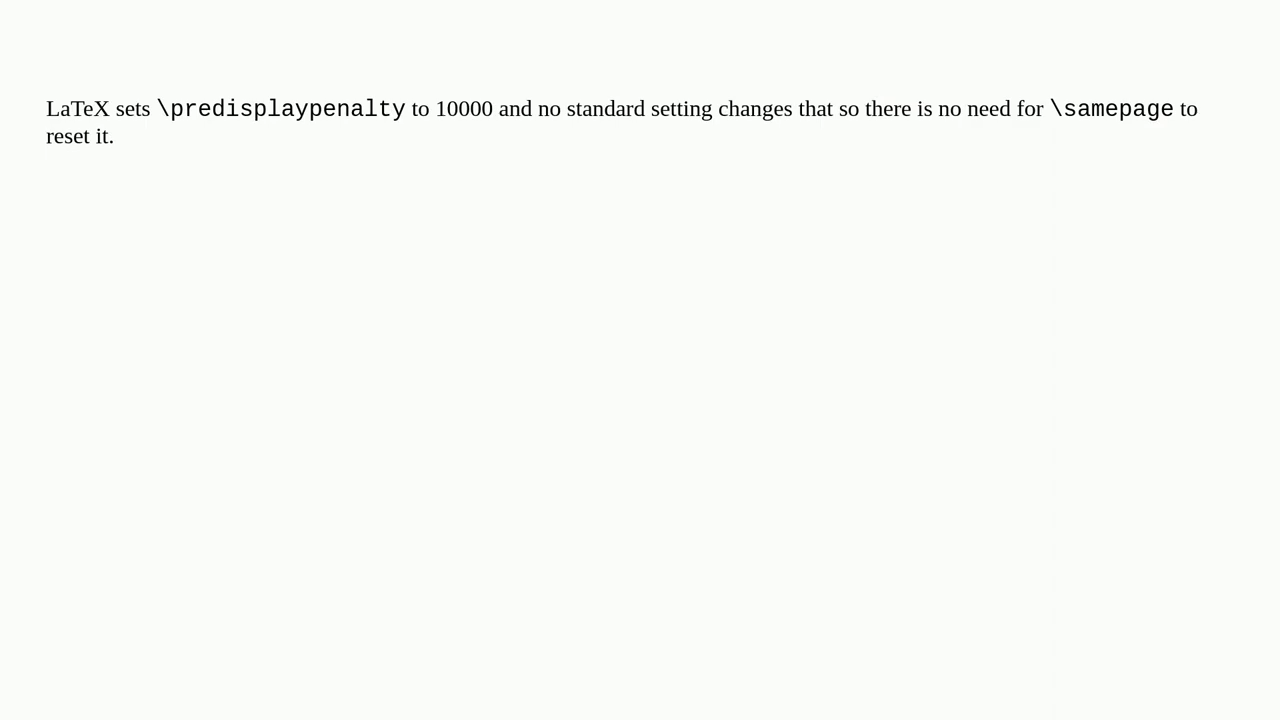 LaTeX sets \predisplaypenalty to 10000 and no standard setting changes that so there is no need for \samepage to
reset it.